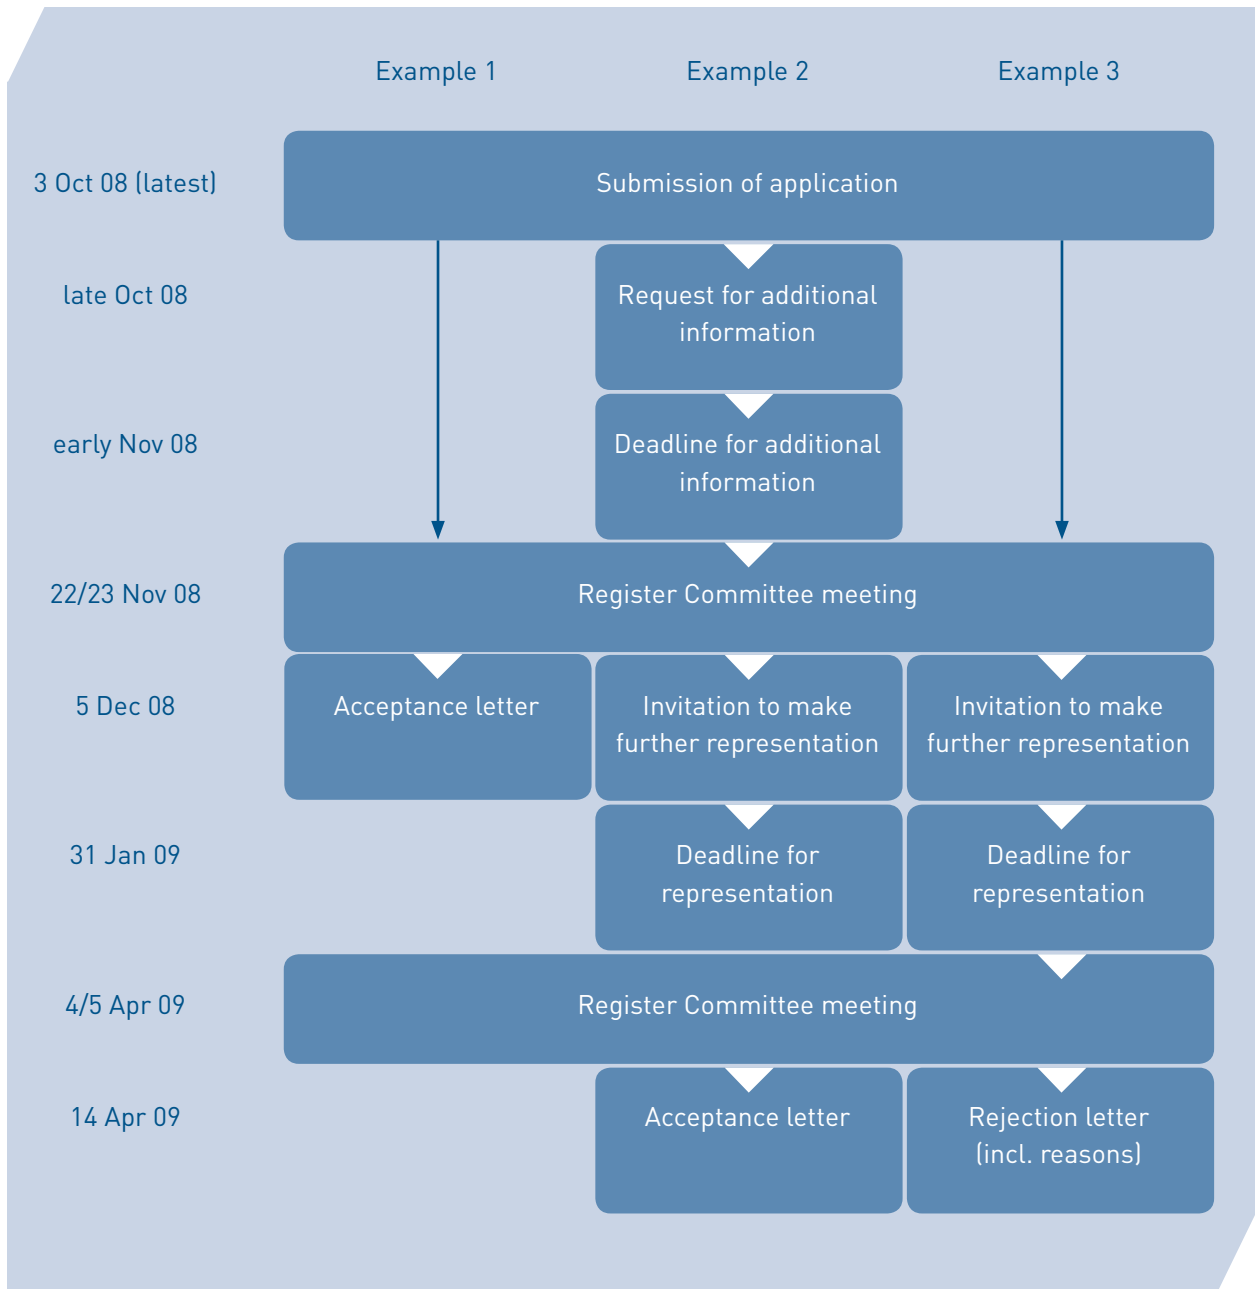 Example 1
Example 2
Example 3
3 Oct 08 (latest)
Submission of application
late Oct 08
Request for additional
information
early Nov 08
Deadline for additional
information
22/23 Nov 08
Register Committee meeting
5 Dec 08
Acceptance letter
Invitation to make
further representation
Invitation to make
further representation
31 Jan 09
Deadline for
representation
Deadline for
representation
4/5 Apr 09
Register Committee meeting
14 Apr 09
Acceptance letter
Rejection letter
(incl. reasons)